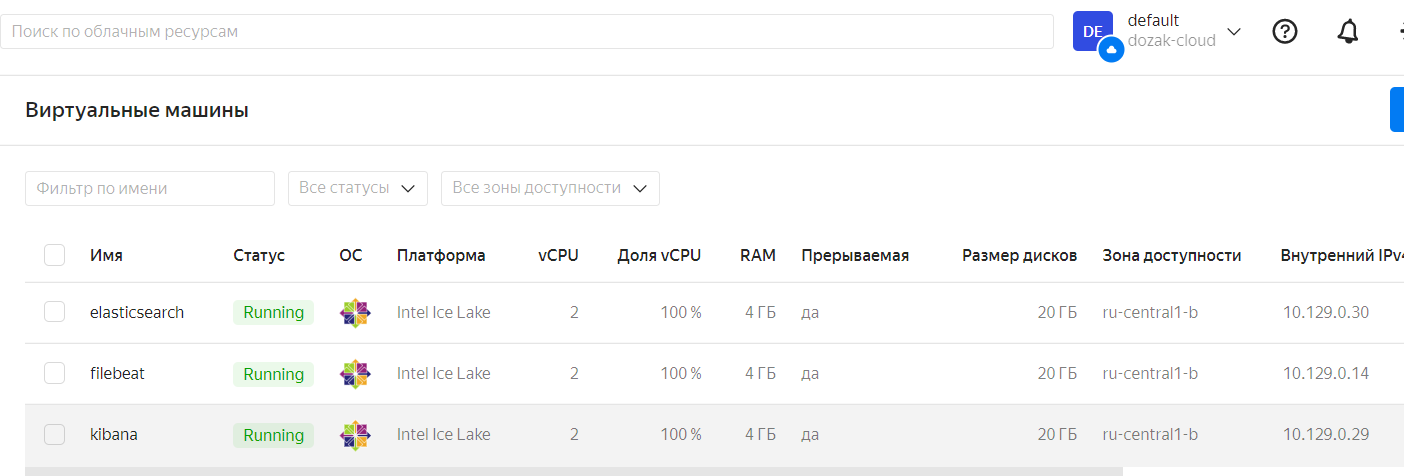 Поиск по облачным ресурсам DE default
dozak-cloud
Виртуальные машины
Фильтр по имени Все статусы Все зоны доступности
Имя Статус ОС Платформа vCPU Доля vCPU RAM Прерываемая Размер дисков Зона доступности Внутренний IPv4
elasticsearch Running Intel Ice Lake 2 100 % 4 ГБ да 20 ГБ ru-central1-b 10.129.0.30
filebeat Running Intel Ice Lake 2 100 % 4 ГБ да 20 ГБ ru-central1-b 10.129.0.14
kibana Running Intel Ice Lake 2 100 % 4 ГБ да 20 ГБ ru-central1-b 10.129.0.29